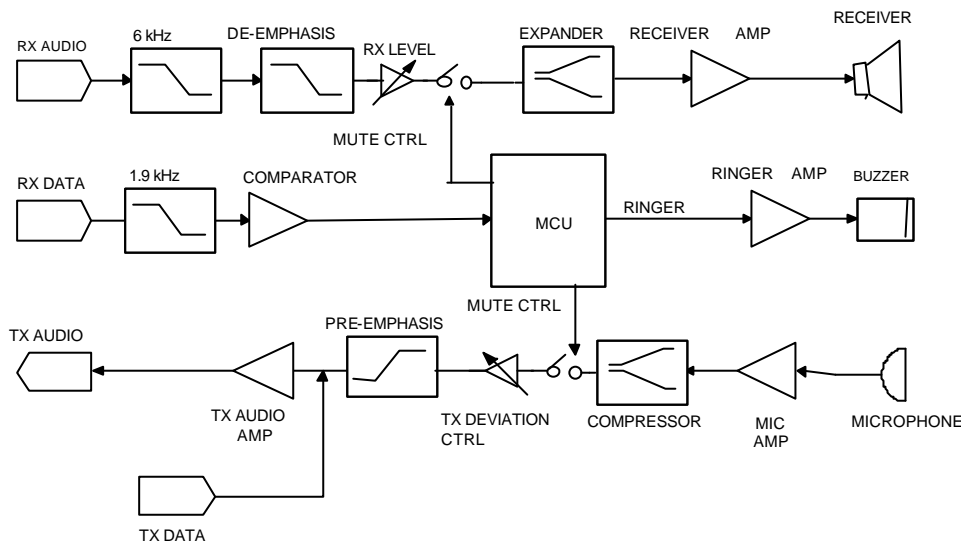 RX AUDIO
6 kHz
DE-EMPHASIS
RX LEVEL
EXPANDER
RECEIVER AMP
RECEIVER
MUTE CTRL
RX DATA
1.9 kHz
COMPARATOR
MCU
RINGER
RINGER AMP
BUZZER
MUTE CTRL
TX AUDIO
TX AUDIO
AMP
PRE-EMPHASIS
TX DEVIATION
CTRL
COMPRESSOR
MIC
AMP
MICROPHONE
TX DATA